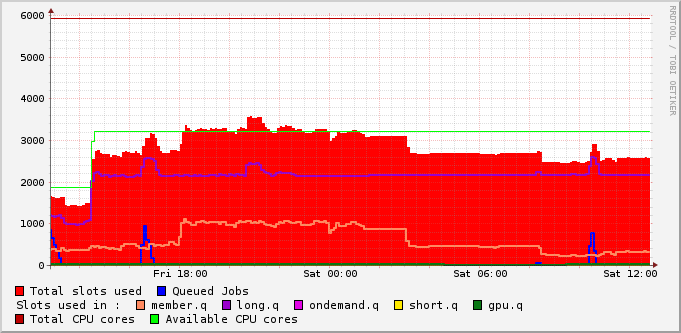 6000
5000
4000
3000
2000
1000
0
Fri 18:00 Sat 00:00 Sat 06:00 Sat 12:00
Total slots used Queued Jobs
Slots used in : member.q long.q ondemand.q short.q gpu.q
Total CPU cores Available CPU cores
RRDTOOL / TOBI OETIKER